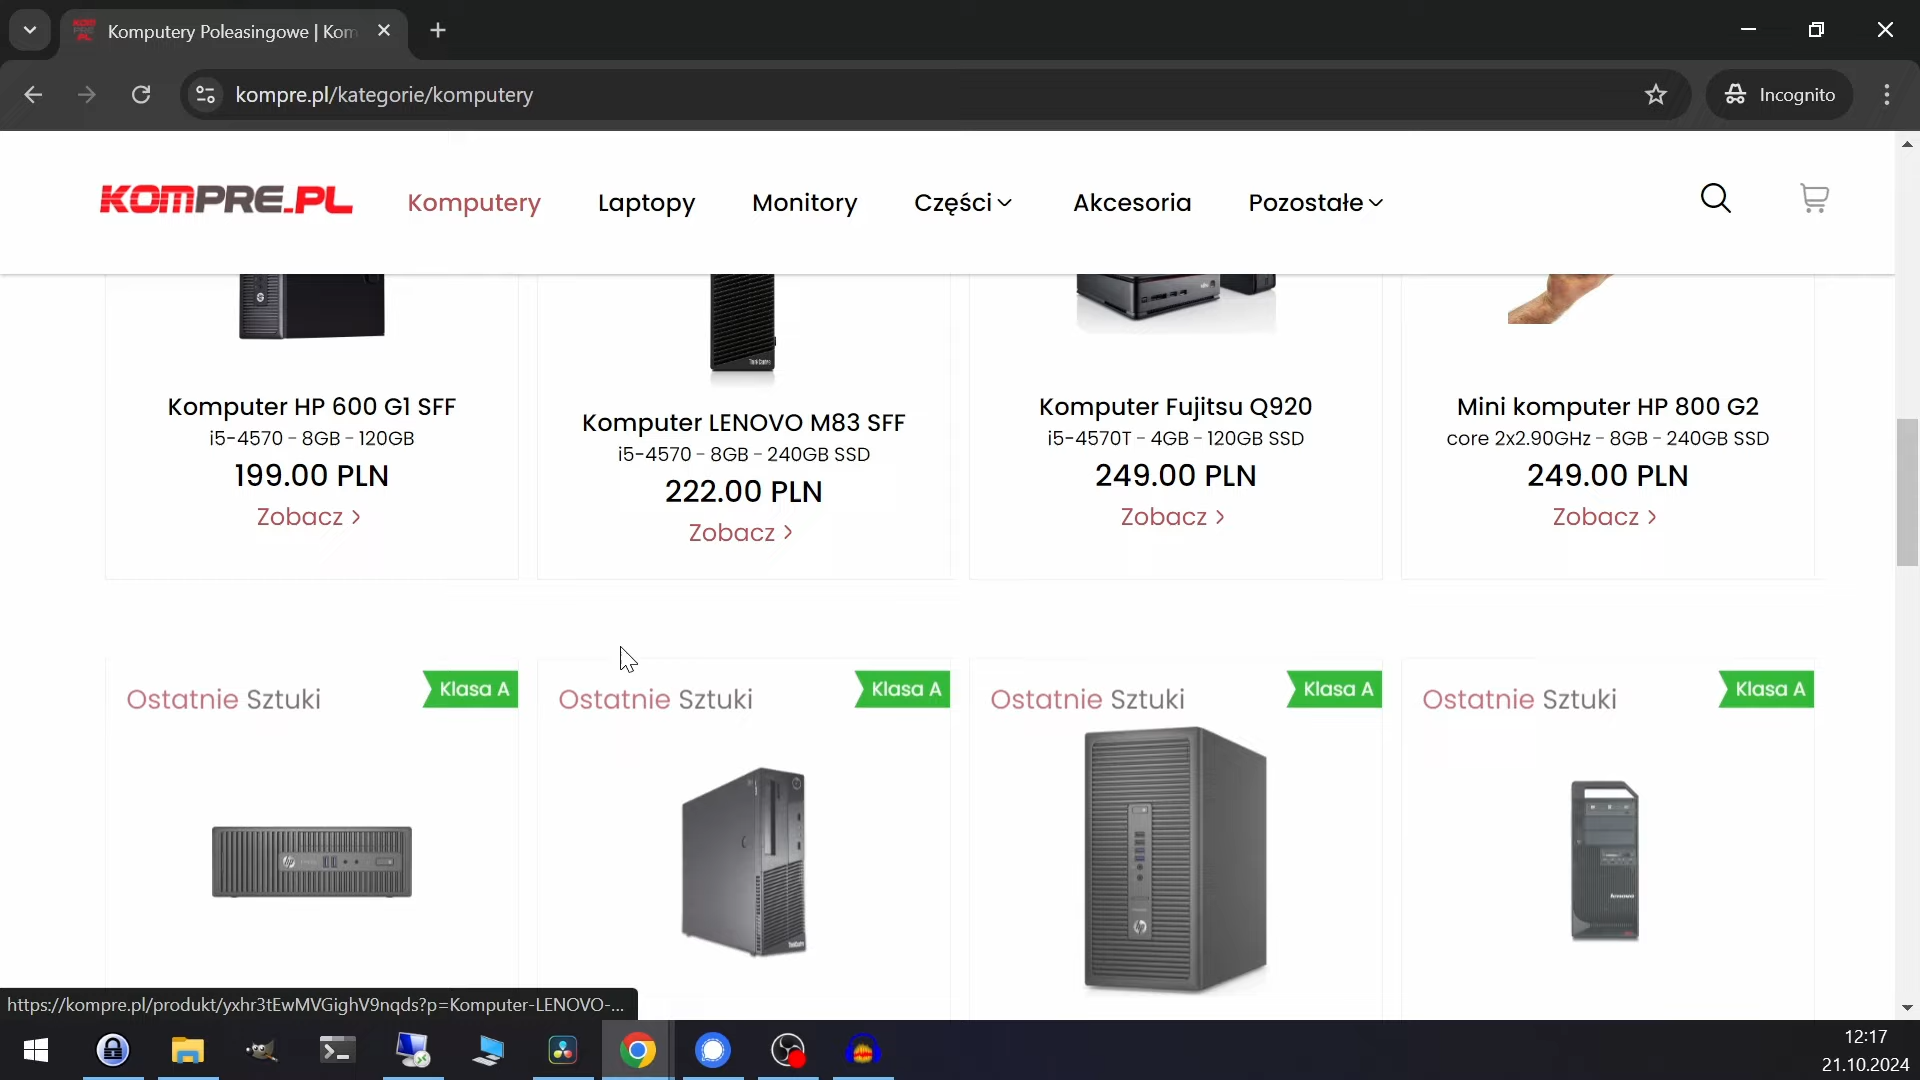 Komputery Poleasingowe | Kom
kompre.pl/kategorie/komputery
Incognito
KOMPRE.PL
Komputery
Laptopy
Monitory
Części
Akcesoria
Pozostałe
Komputer HP 600 G1 SFF
i5-4570 - 8GB - 120GB
199.00 PLN
Zobacz >
ThinkCentre
Komputer LENOVO M83 SFF
i5-4570 - 8GB - 240GB SSD
222.00 PLN
Zobacz >
Komputer Fujitsu Q920
i5-4570T - 4GB - 120GB SSD
249.00 PLN
Zobacz >
Mini komputer HP 800 G2
core 2x2.90GHz - 8GB - 240GB SSD
249.00 PLN
Zobacz >
Ostatnie Sztuki
Klasa A
Ostatnie Sztuki
Klasa A
Ostatnie Sztuki
Klasa A
Ostatnie Sztuki
Klasa A
hp
lenovo
https://kompre.pl/produkt/yxhr3tEwMVGighV9nqds?p=Komputer-LENOVO-...
12:17
21.10.2024